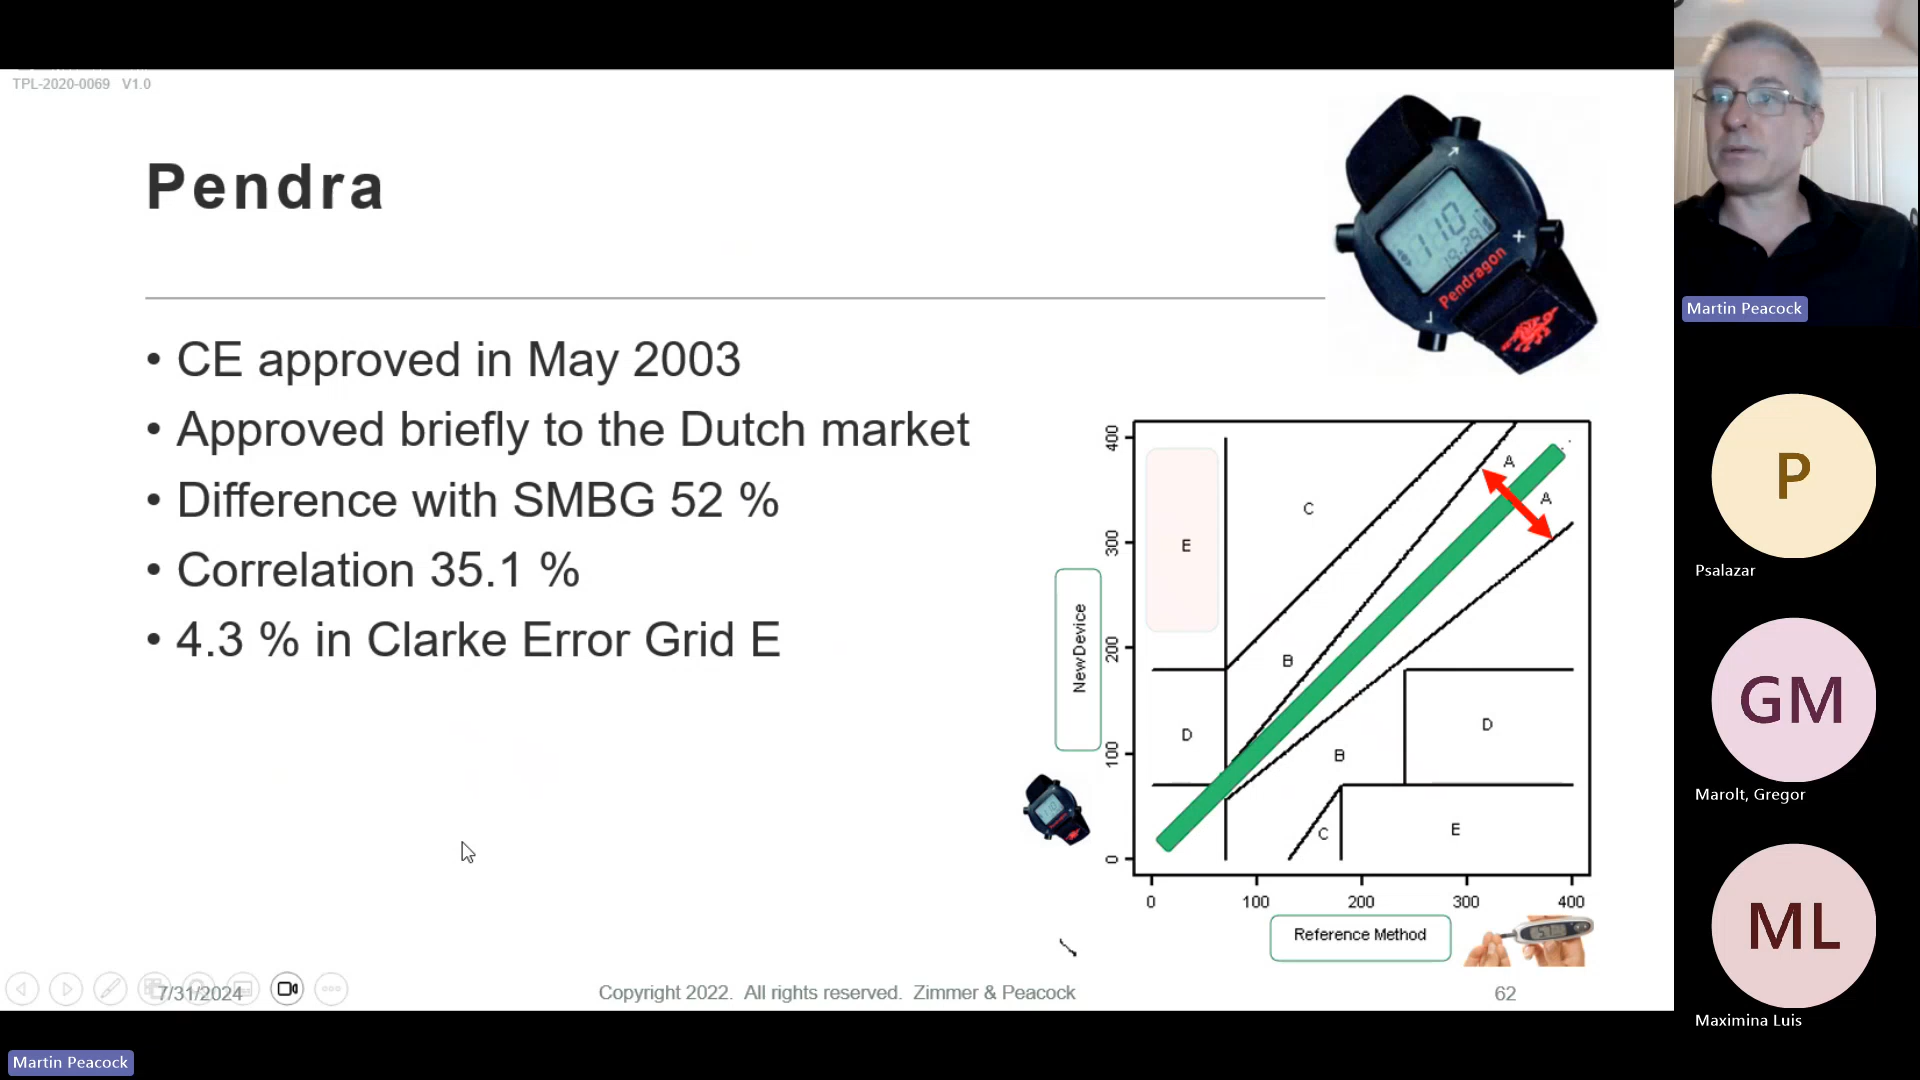 TPL-2020-0069 V1.0
Pendra
110
19:29
Pendragon
• CE approved in May 2003
• Approved briefly to the Dutch market
• Difference with SMBG 52 %
• Correlation 35.1 %
• 4.3 % in Clarke Error Grid E
NewDevice
400
300
200
100
0
A
A
C
E
B
D
D
B
C
E
0 100 200 300 400
Reference Method
7/31/2024
Copyright 2022. All rights reserved. Zimmer & Peacock
62
Martin Peacock
Martin Peacock
P
Psalazar
GM
Marolt, Gregor
ML
Maximina Luis